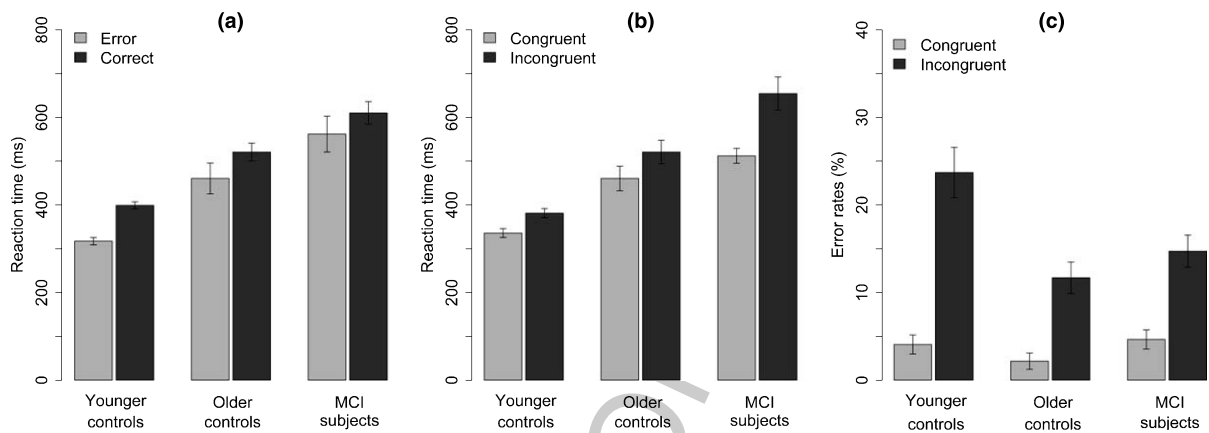 (a)
Error
Correct
Reaction time (ms)
0
200
400
600
800
Younger controls
Older controls
MCI subjects
(b)
Congruent
Incongruent
Reaction time (ms)
0
200
400
600
800
Younger controls
Older controls
MCI subjects
(c)
Congruent
Incongruent
Error rates (%)
0
10
20
30
40
Younger controls
Older controls
MCI subjects